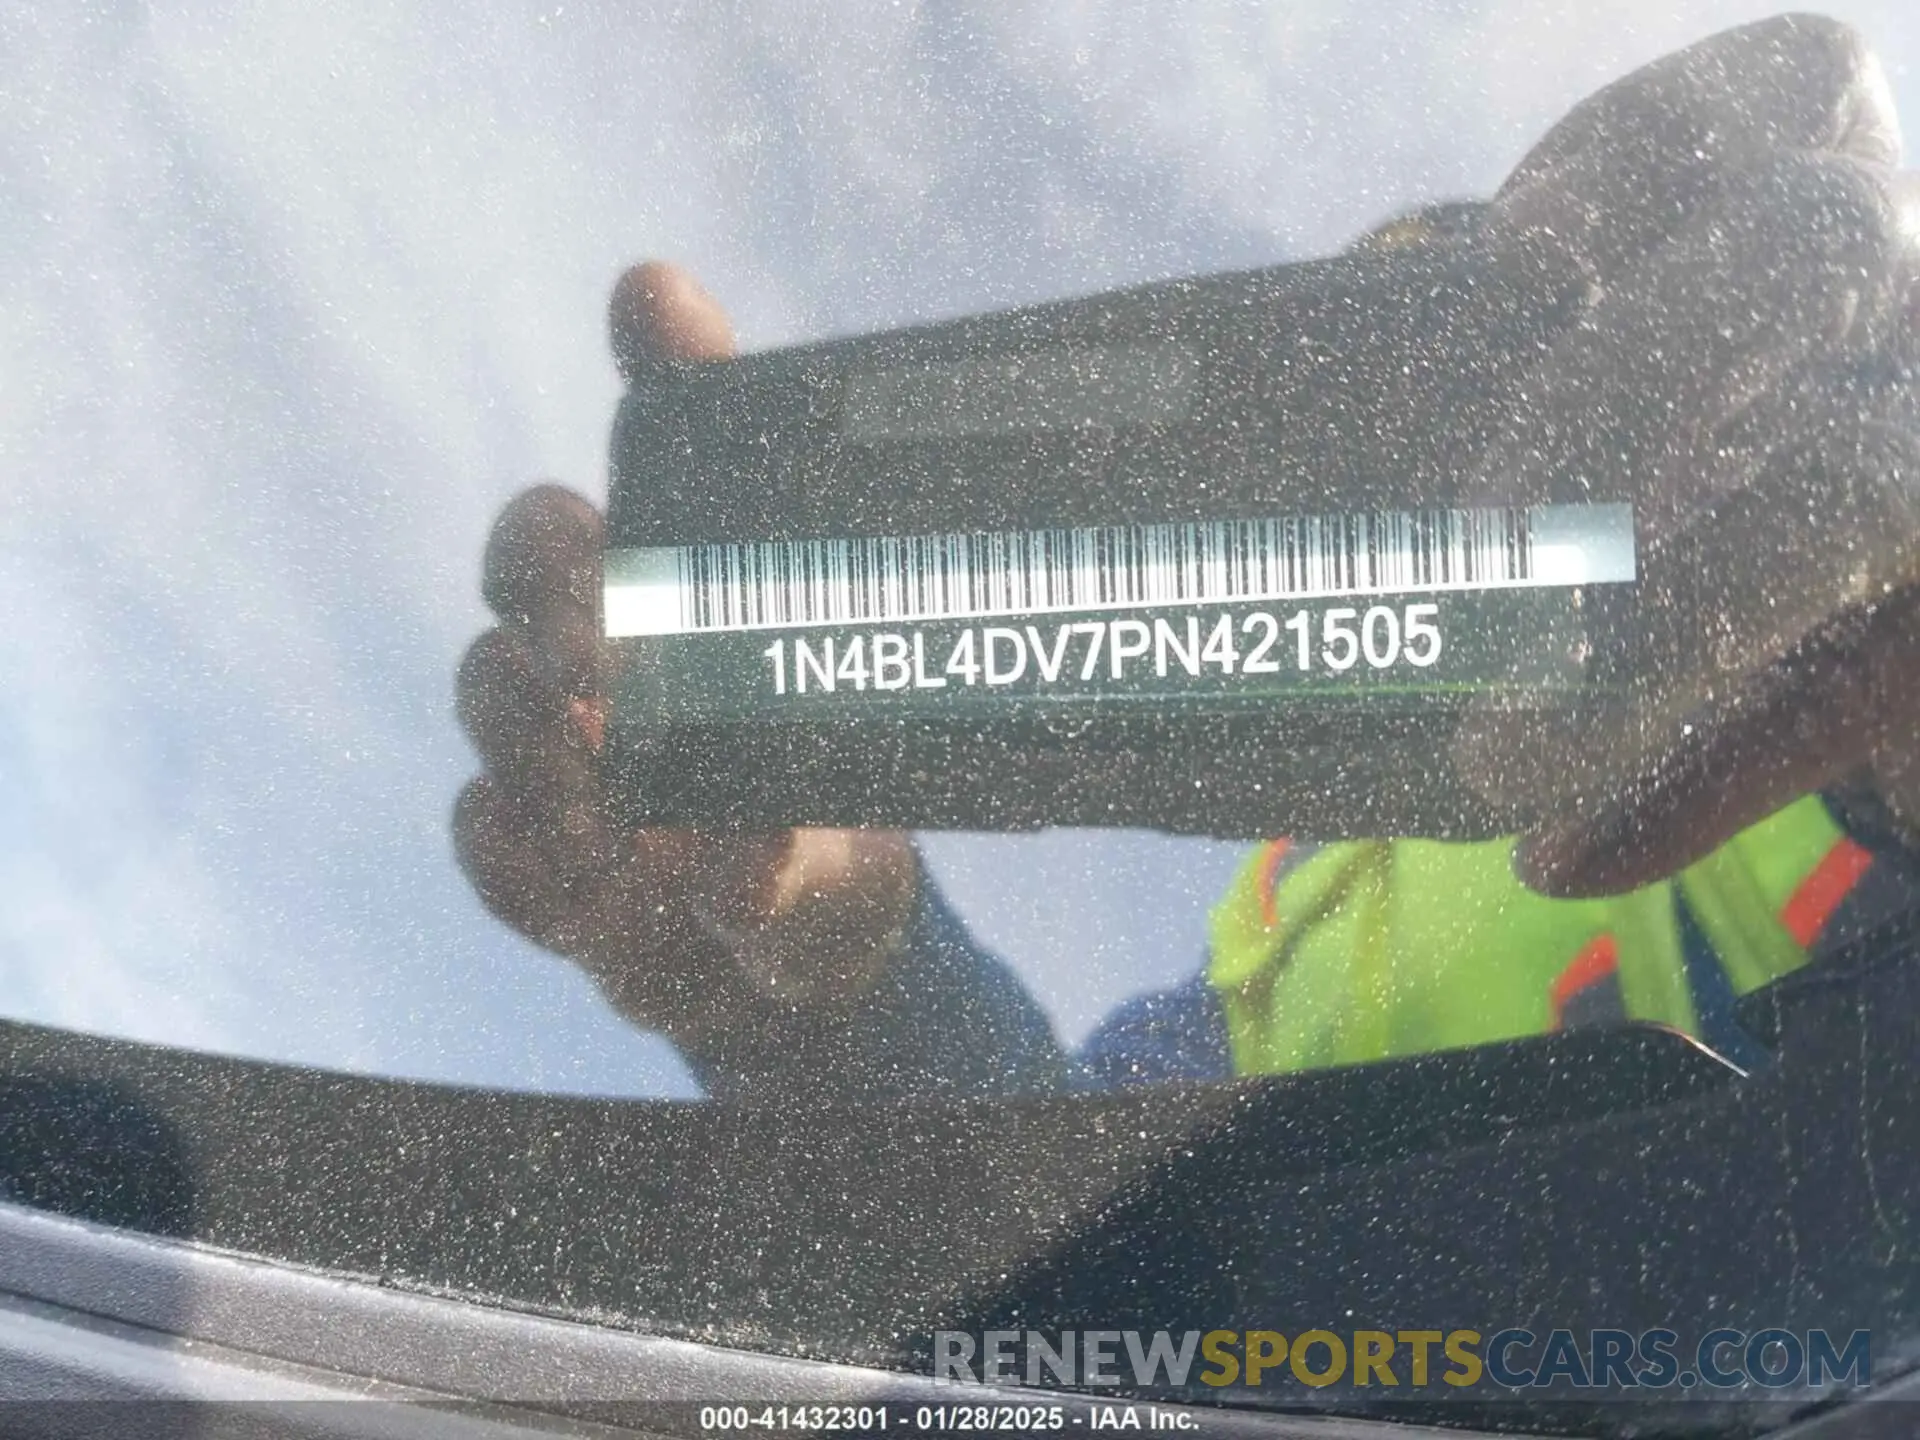 1N4BL4DV7PN421505
RENEWSPORTSCARS.COM
000-41432301 - 01/28/2025 - IAA Inc.